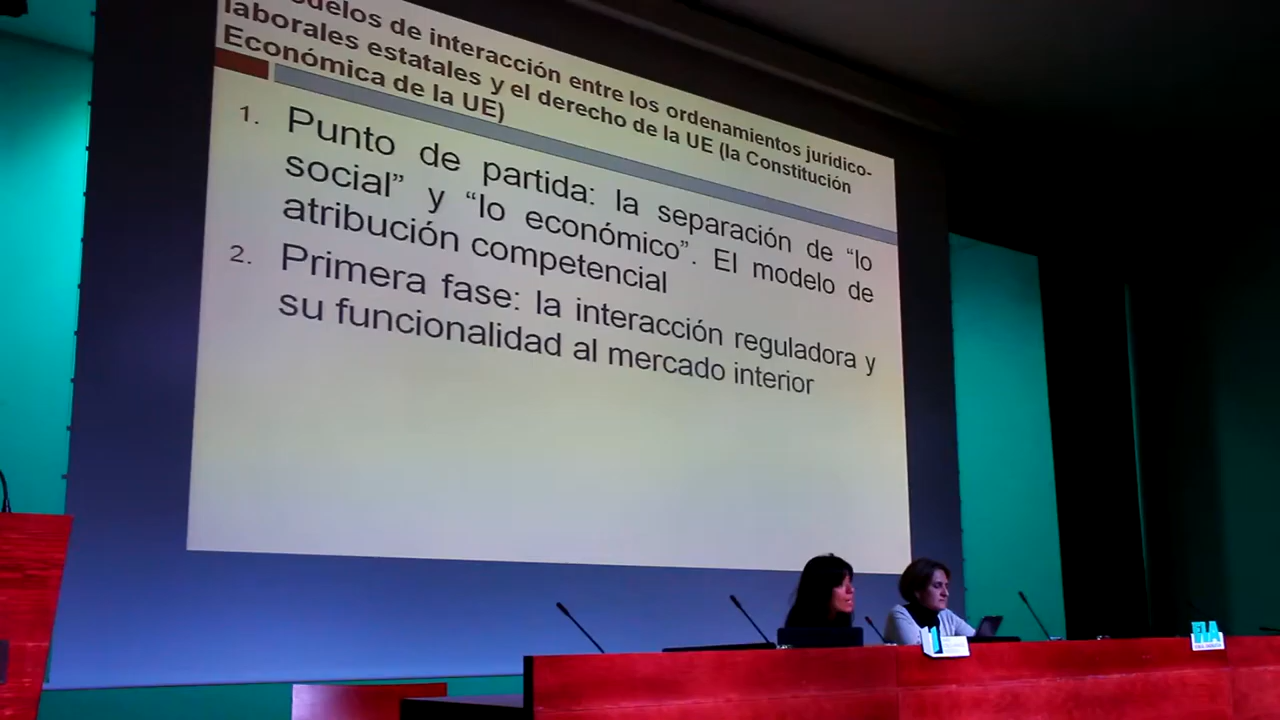 delos de interacción entre los ordenamientos jurídico-
laborales estatales y el derecho de la UE (la Constitución
Económica de la UE)
1. Punto de partida: la separación de “lo
social” y “lo económico”. El modelo de
atribución competencial
2. Primera fase: la interacción reguladora y
su funcionalidad al mercado interior
ELA